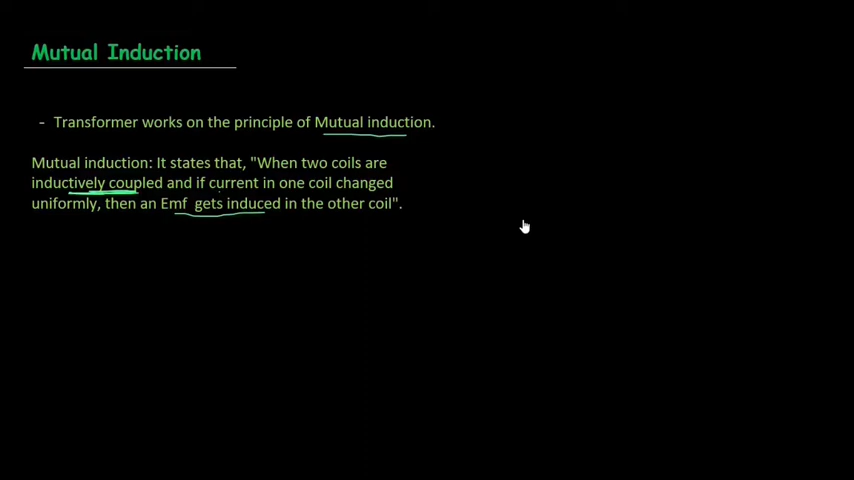 Mutual Induction
- Transformer works on the principle of Mutual induction.
Mutual induction: It states that, "When two coils are
inductively coupled and if current in one coil changed
uniformly, then an Emf gets induced in the other coil".